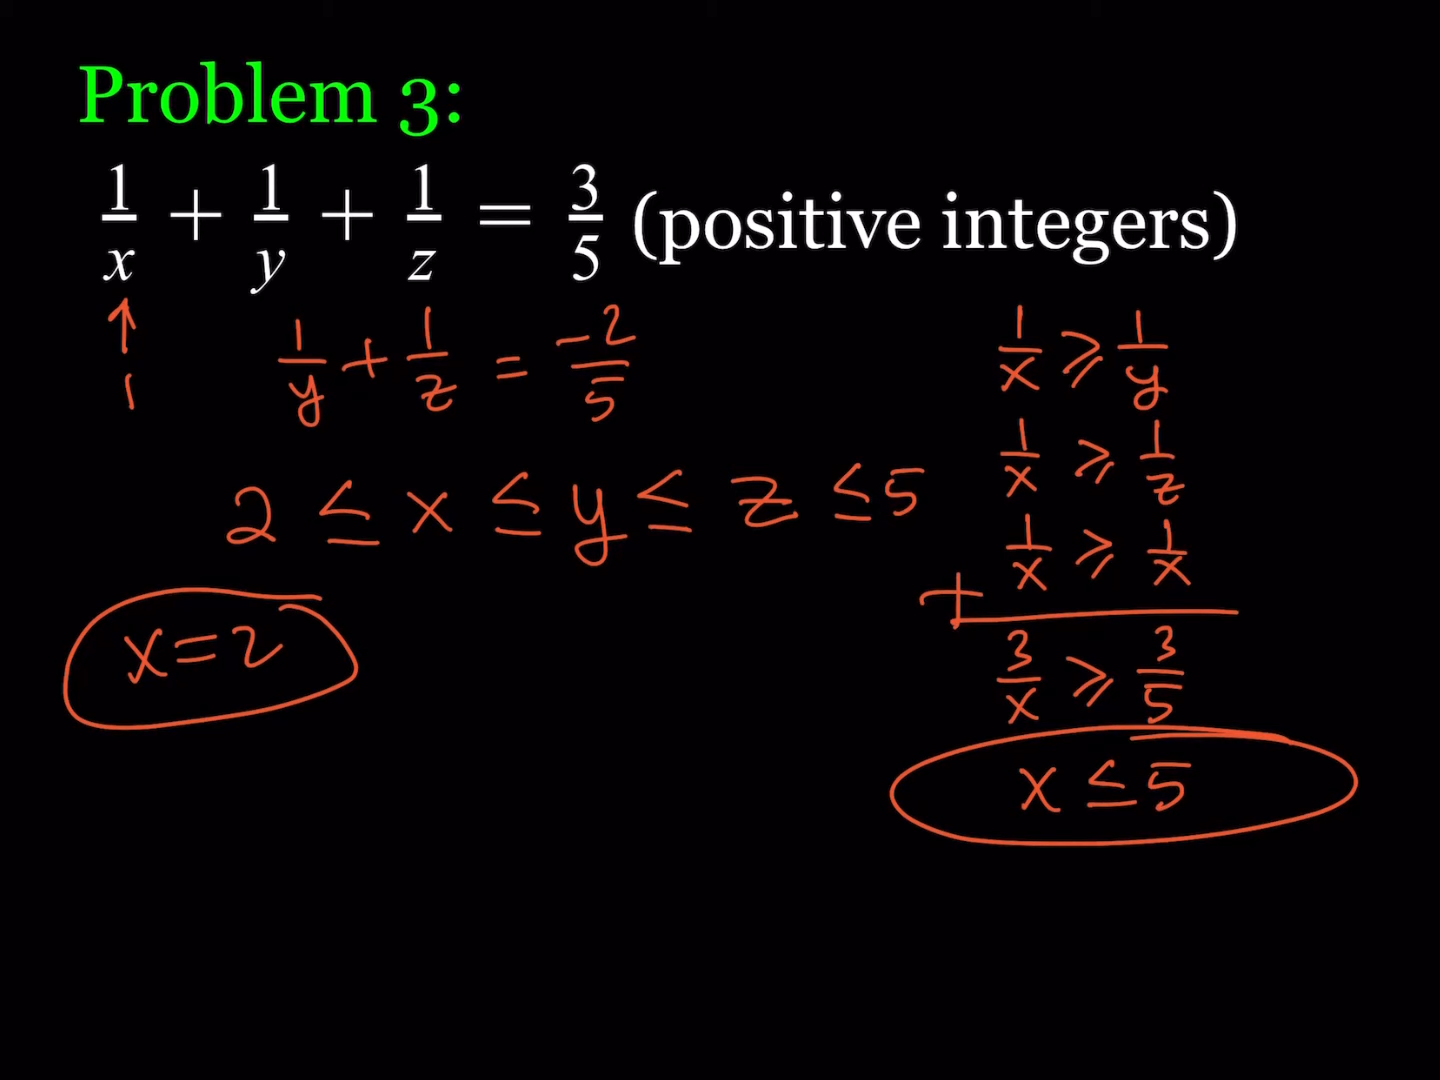 Problem 3:
1/x + 1/y + 1/z = 3/5 (positive integers)
↑
1
1/y + 1/z = -2/5
2 ≤ x ≤ y ≤ z ≤ 5
x = 2
1/x ≥ 1/y
1/x ≥ 1/z
+ 1/x ≥ 1/x
3/x ≥ 3/5
x ≤ 5